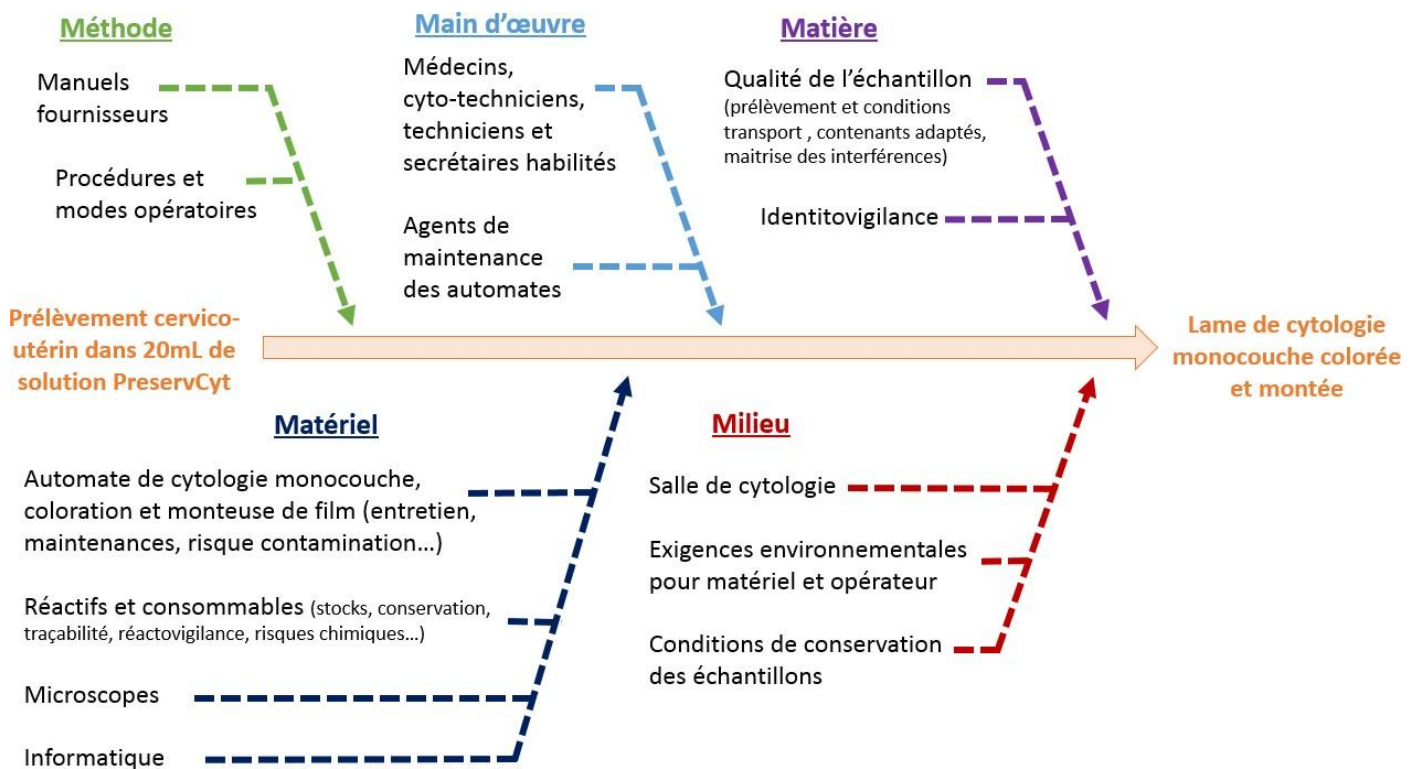 Méthode
Manuels
fournisseurs
Procédures et
modes opératoires
Main d’œuvre
Médecins,
cyto-techniciens,
techniciens et
secrétaires habilités
Agents de
maintenance
des automates
Matière
Qualité de l’échantillon
(prélèvement et conditions
transport , contenants adaptés,
maitrise des interférences)
Identitovigilance
Prélèvement cervico-
utérin dans 20mL de
solution PreservCyt
Lame de cytologie
monocouche colorée
et montée
Matériel
Automate de cytologie monocouche,
coloration et monteuse de film (entretien,
maintenances, risque contamination…)
Réactifs et consommables (stocks, conservation,
traçabilité, réactovigilance, risques chimiques…)
Microscopes
Informatique
Milieu
Salle de cytologie
Exigences environnementales
pour matériel et opérateur
Conditions de conservation
des échantillons